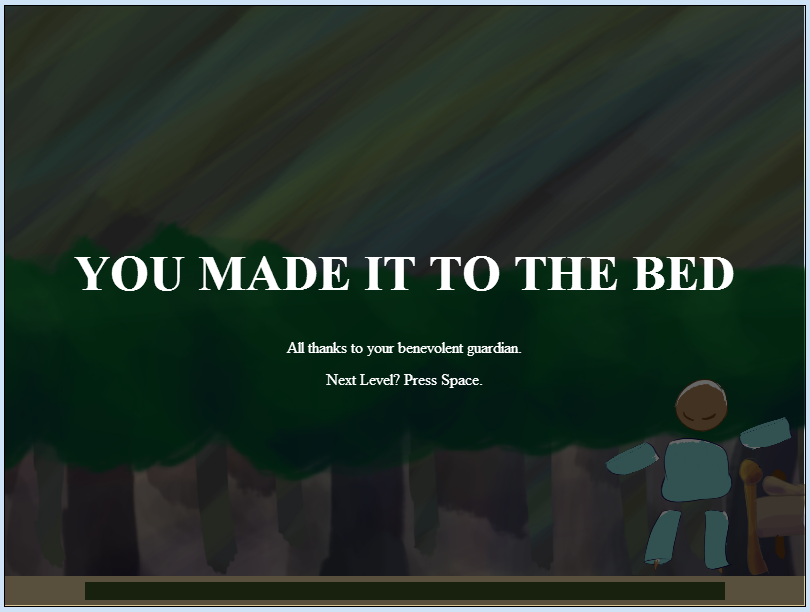 YOU MADE IT TO THE BED
All thanks to your benevolent guardian.
Next Level? Press Space.